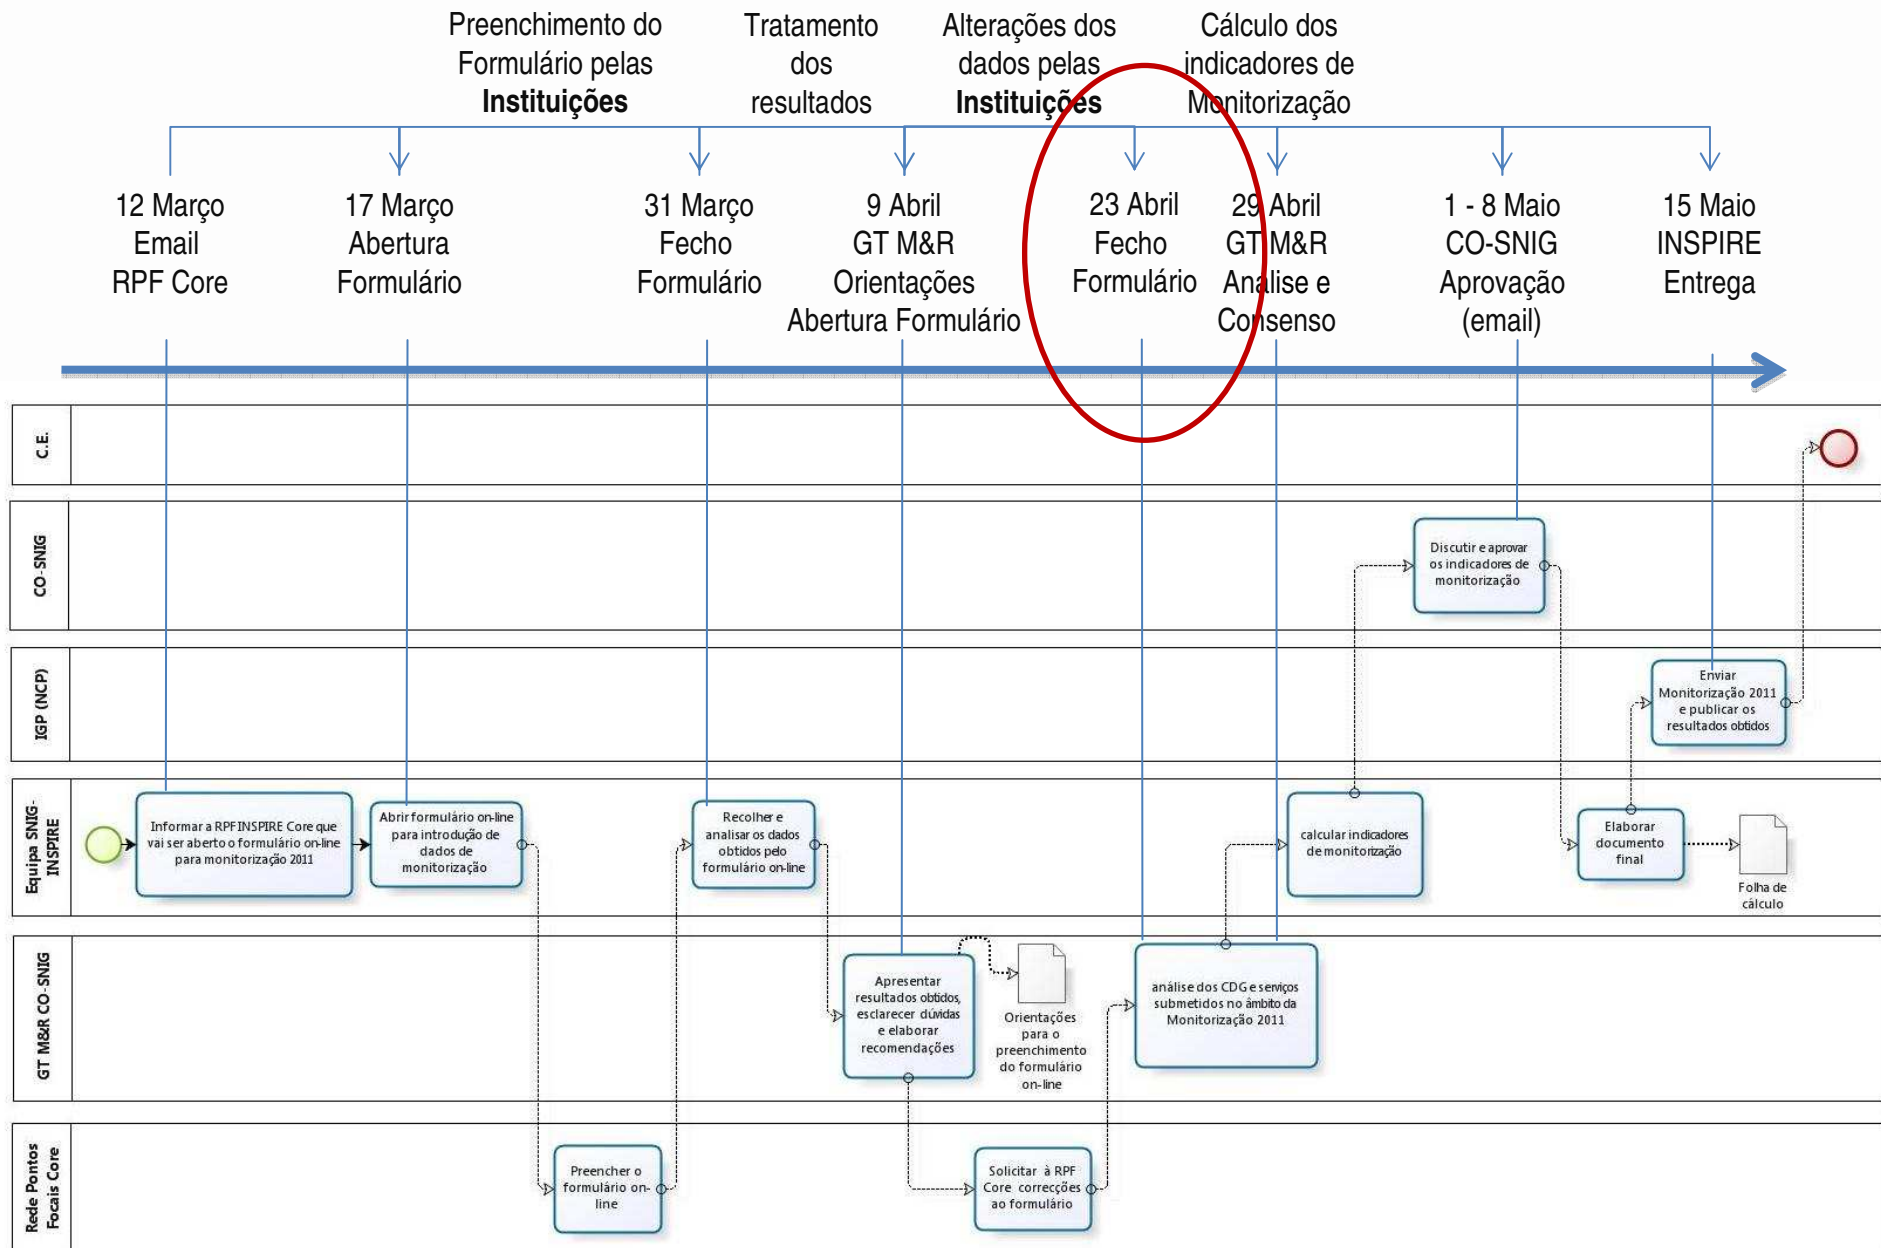 Preenchimento do
Formulário pelas
Instituições
Tratamento
dos
resultados
Alterações dos
dados pelas
Instituições
Cálculo dos
indicadores de
Monitorização
12 Março
Email
RPF Core
17 Março
Abertura
Formulário
31 Março
Fecho
Formulário
9 Abril
GT M&R
Orientações
Abertura Formulário
23 Abril
Fecho
Formulário
29 Abril
GT M&R
Análise e
Consenso
1 - 8 Maio
CO-SNIG
Aprovação
(email)
15 Maio
INSPIRE
Entrega
C.E.
CO-SNIG
Discutir e aprovar
os indicadores de
monitorização
IGP (NCP)
Enviar
Monitorização 2011
e publicar os
resultados obtidos
Equipa SNIG-
INSPIRE
Informar a RPF INSPIRE Core que
vai ser aberto o formulário on-line
para monitorização 2011
Abrir formulário on-line
para introdução de
dados de
monitorização
Recolher e
analisar os dados
obtidos pelo
formulário on-line
calcular indicadores
de monitorização
Elaborar
documento
final
Folha de
cálculo
GT M&R CO-SNIG
Apresentar
resultados obtidos,
esclarecer dúvidas
e elaborar
recomendações
Orientações
para o
preenchimento
do formulário
on-line
análise dos CDG e serviços
submetidos no âmbito da
Monitorização 2011
Rede Pontos
Focais Core
Preencher o
formulário on-
line
Solicitar à RPF
Core correcções
ao formulário